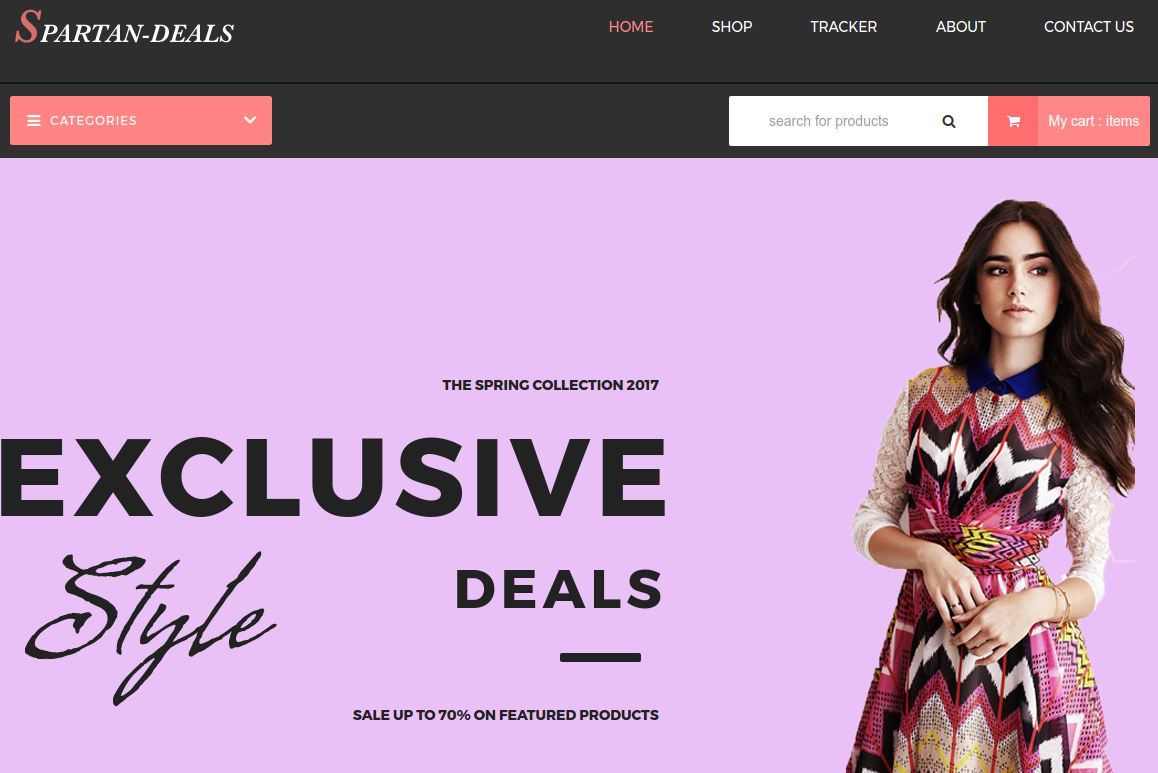 SPARTAN-DEALS
HOME SHOP TRACKER ABOUT CONTACT US
CATEGORIES
search for products
My cart : items
THE SPRING COLLECTION 2017
EXCLUSIVE
Style
DEALS
SALE UP TO 70% ON FEATURED PRODUCTS